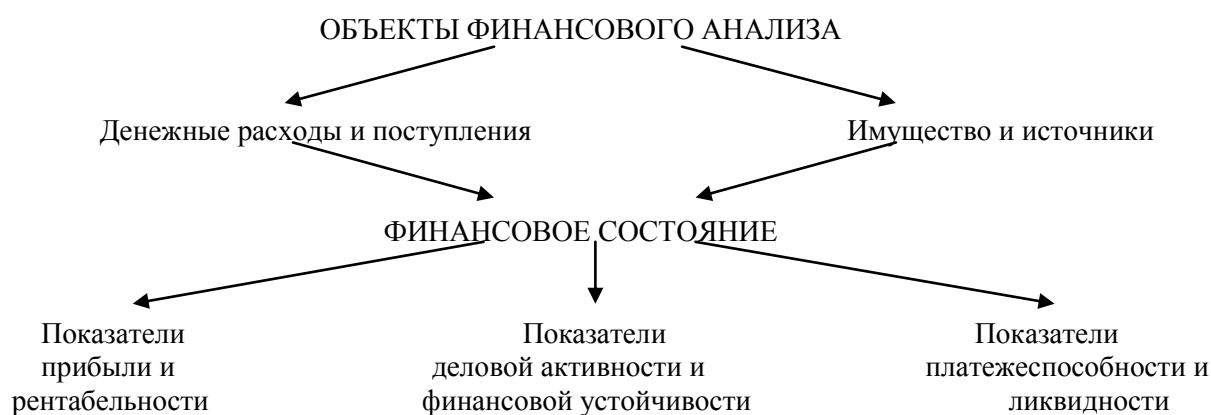 ОБЪЕКТЫ ФИНАНСОВОГО АНАЛИЗА
Денежные расходы и поступления
Имущество и источники
ФИНАНСОВОЕ СОСТОЯНИЕ
Показатели
прибыли и
рентабельности
Показатели
деловой активности и
финансовой устойчивости
Показатели
платежеспособности и
ликвидности